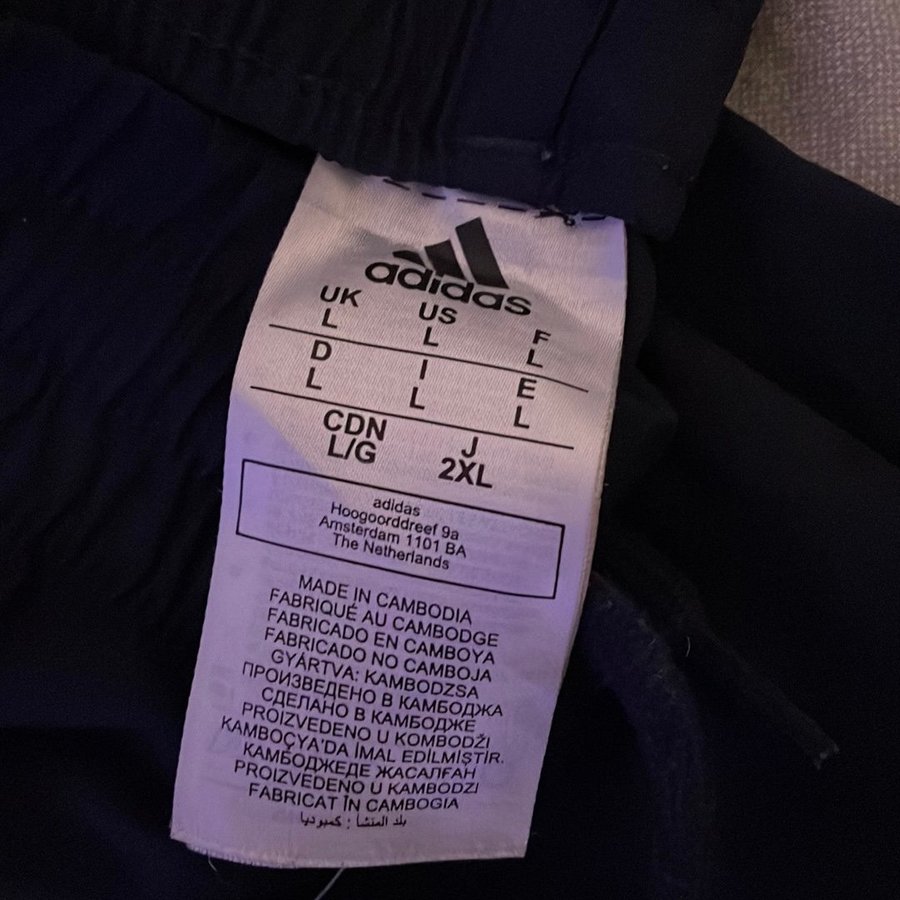 adidas
UK US F
L L L
D I E
L L L
CDN J
L/G 2XL
adidas
Hoogoorddreef 9a
Amsterdam 1101 BA
The Netherlands
MADE IN CAMBODIA
FABRIQUÉ AU CAMBODGE
FABRICADO EN CAMBOYA
FABRICADO NO CAMBOJA
GYÁRTVA: KAMBODZSA
ПРОИЗВЕДЕНО В КАМБОДЖА
СДЕЛАНО В КАМБОДЖЕ
PROIZVEDENO U KOMBODŽI
KAMBOÇYA'DA İMAL EDİLMİŞTİR.
КАМБОДЖЕДЕ ЖАСАЛҒАН
PROIZVEDENO U KAMBODZI
FABRICAT ÎN CAMBOGIA
بلد المنشأ : كمبوديا